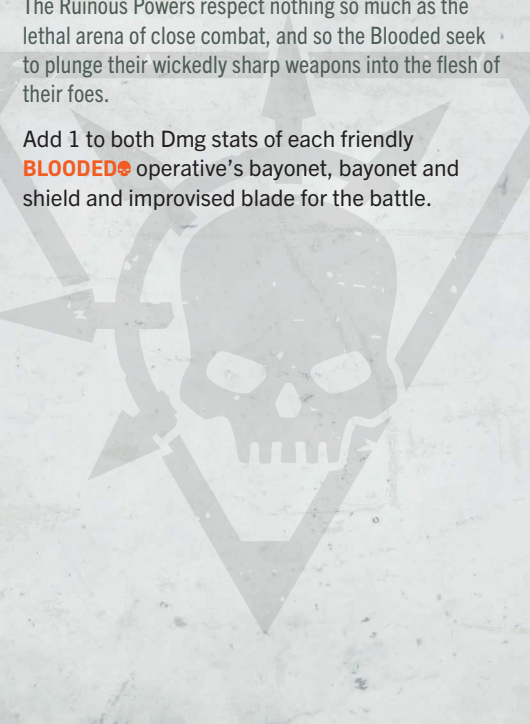 The Ruinous Powers respect nothing so much as the
lethal arena of close combat, and so the Blooded seek
to plunge their wickedly sharp weapons into the flesh of
their foes.
Add 1 to both Dmg stats of each friendly
BLOODED operative’s bayonet, bayonet and
shield and improvised blade for the battle.